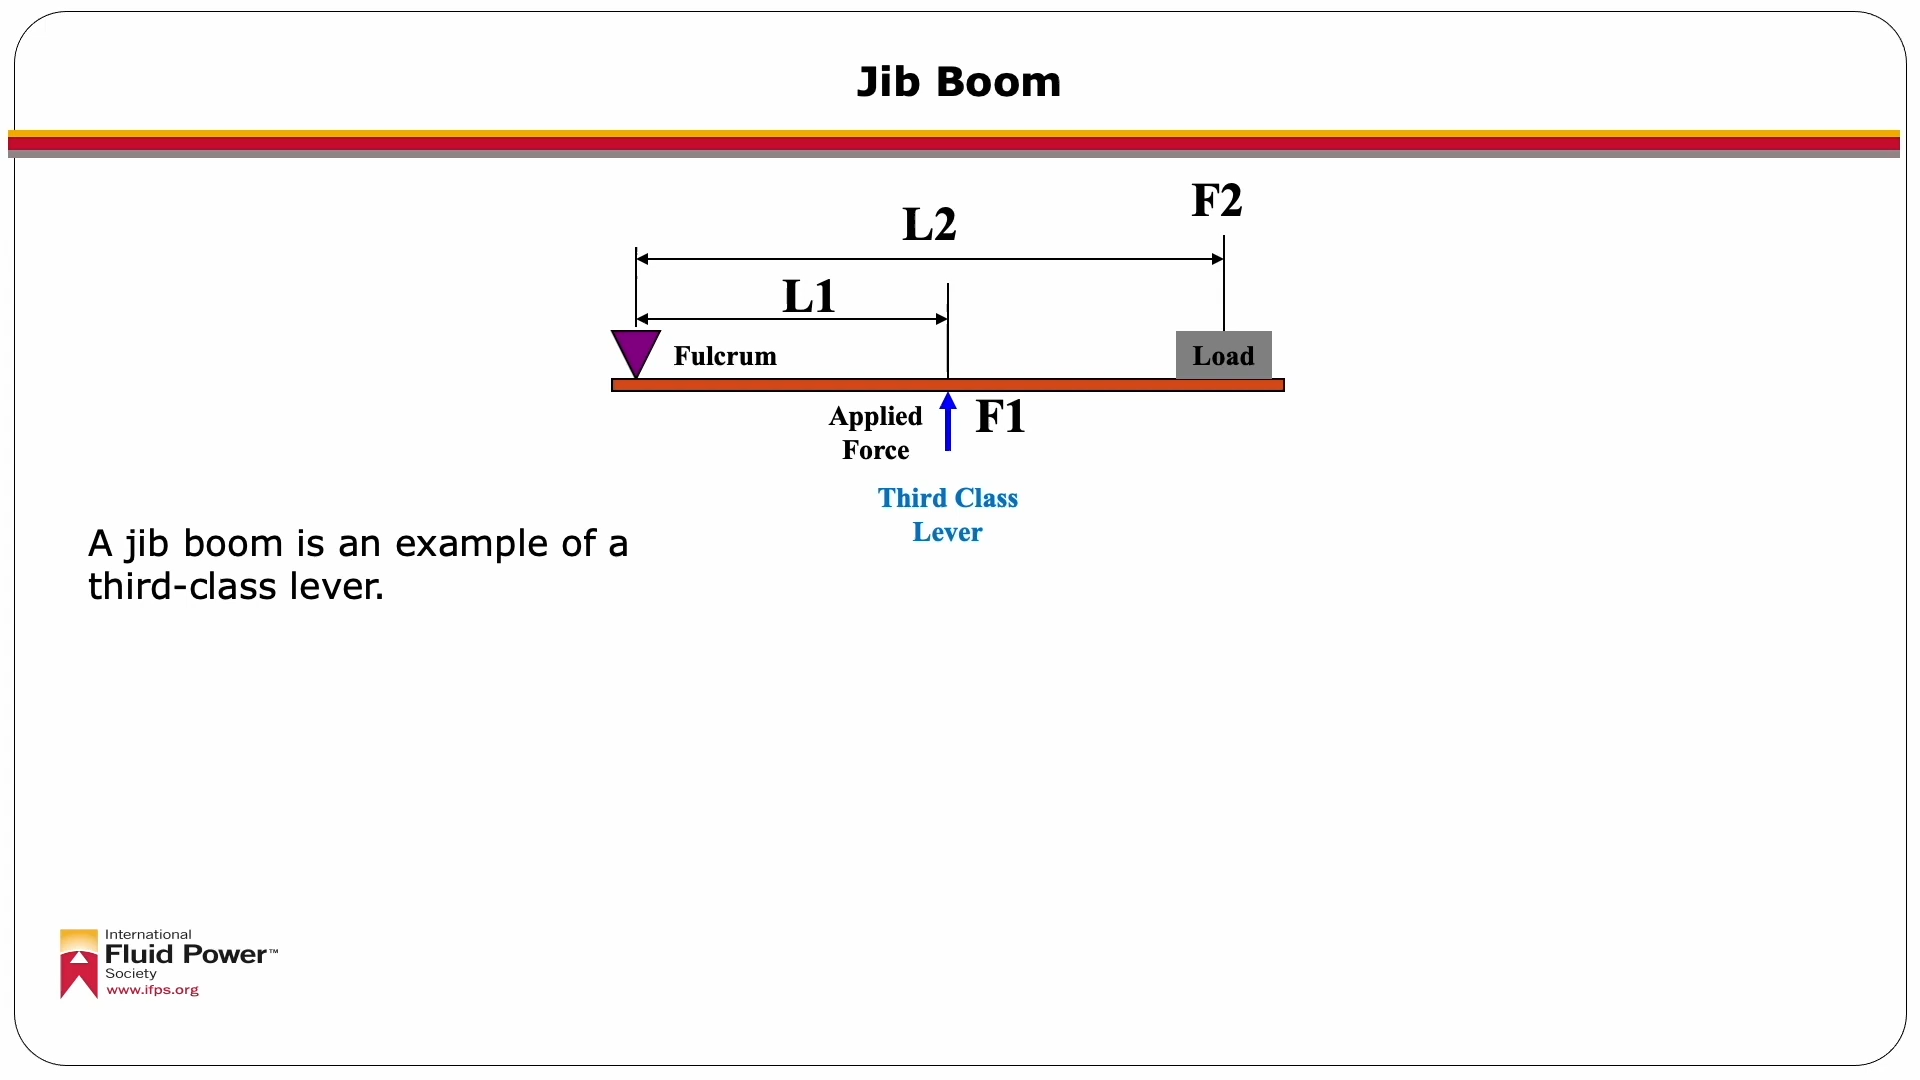 Jib Boom
F2
L2
L1
Fulcrum
Load
Applied
Force
F1
Third Class
Lever
A jib boom is an example of a
third-class lever.
International
Fluid Power™
Society
www.ifps.org